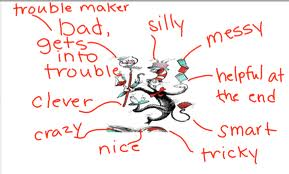 trouble maker
bad,
gets
into
trouble
silly
messy
clever
helpful at
the end
crazy
nice
smart
tricky